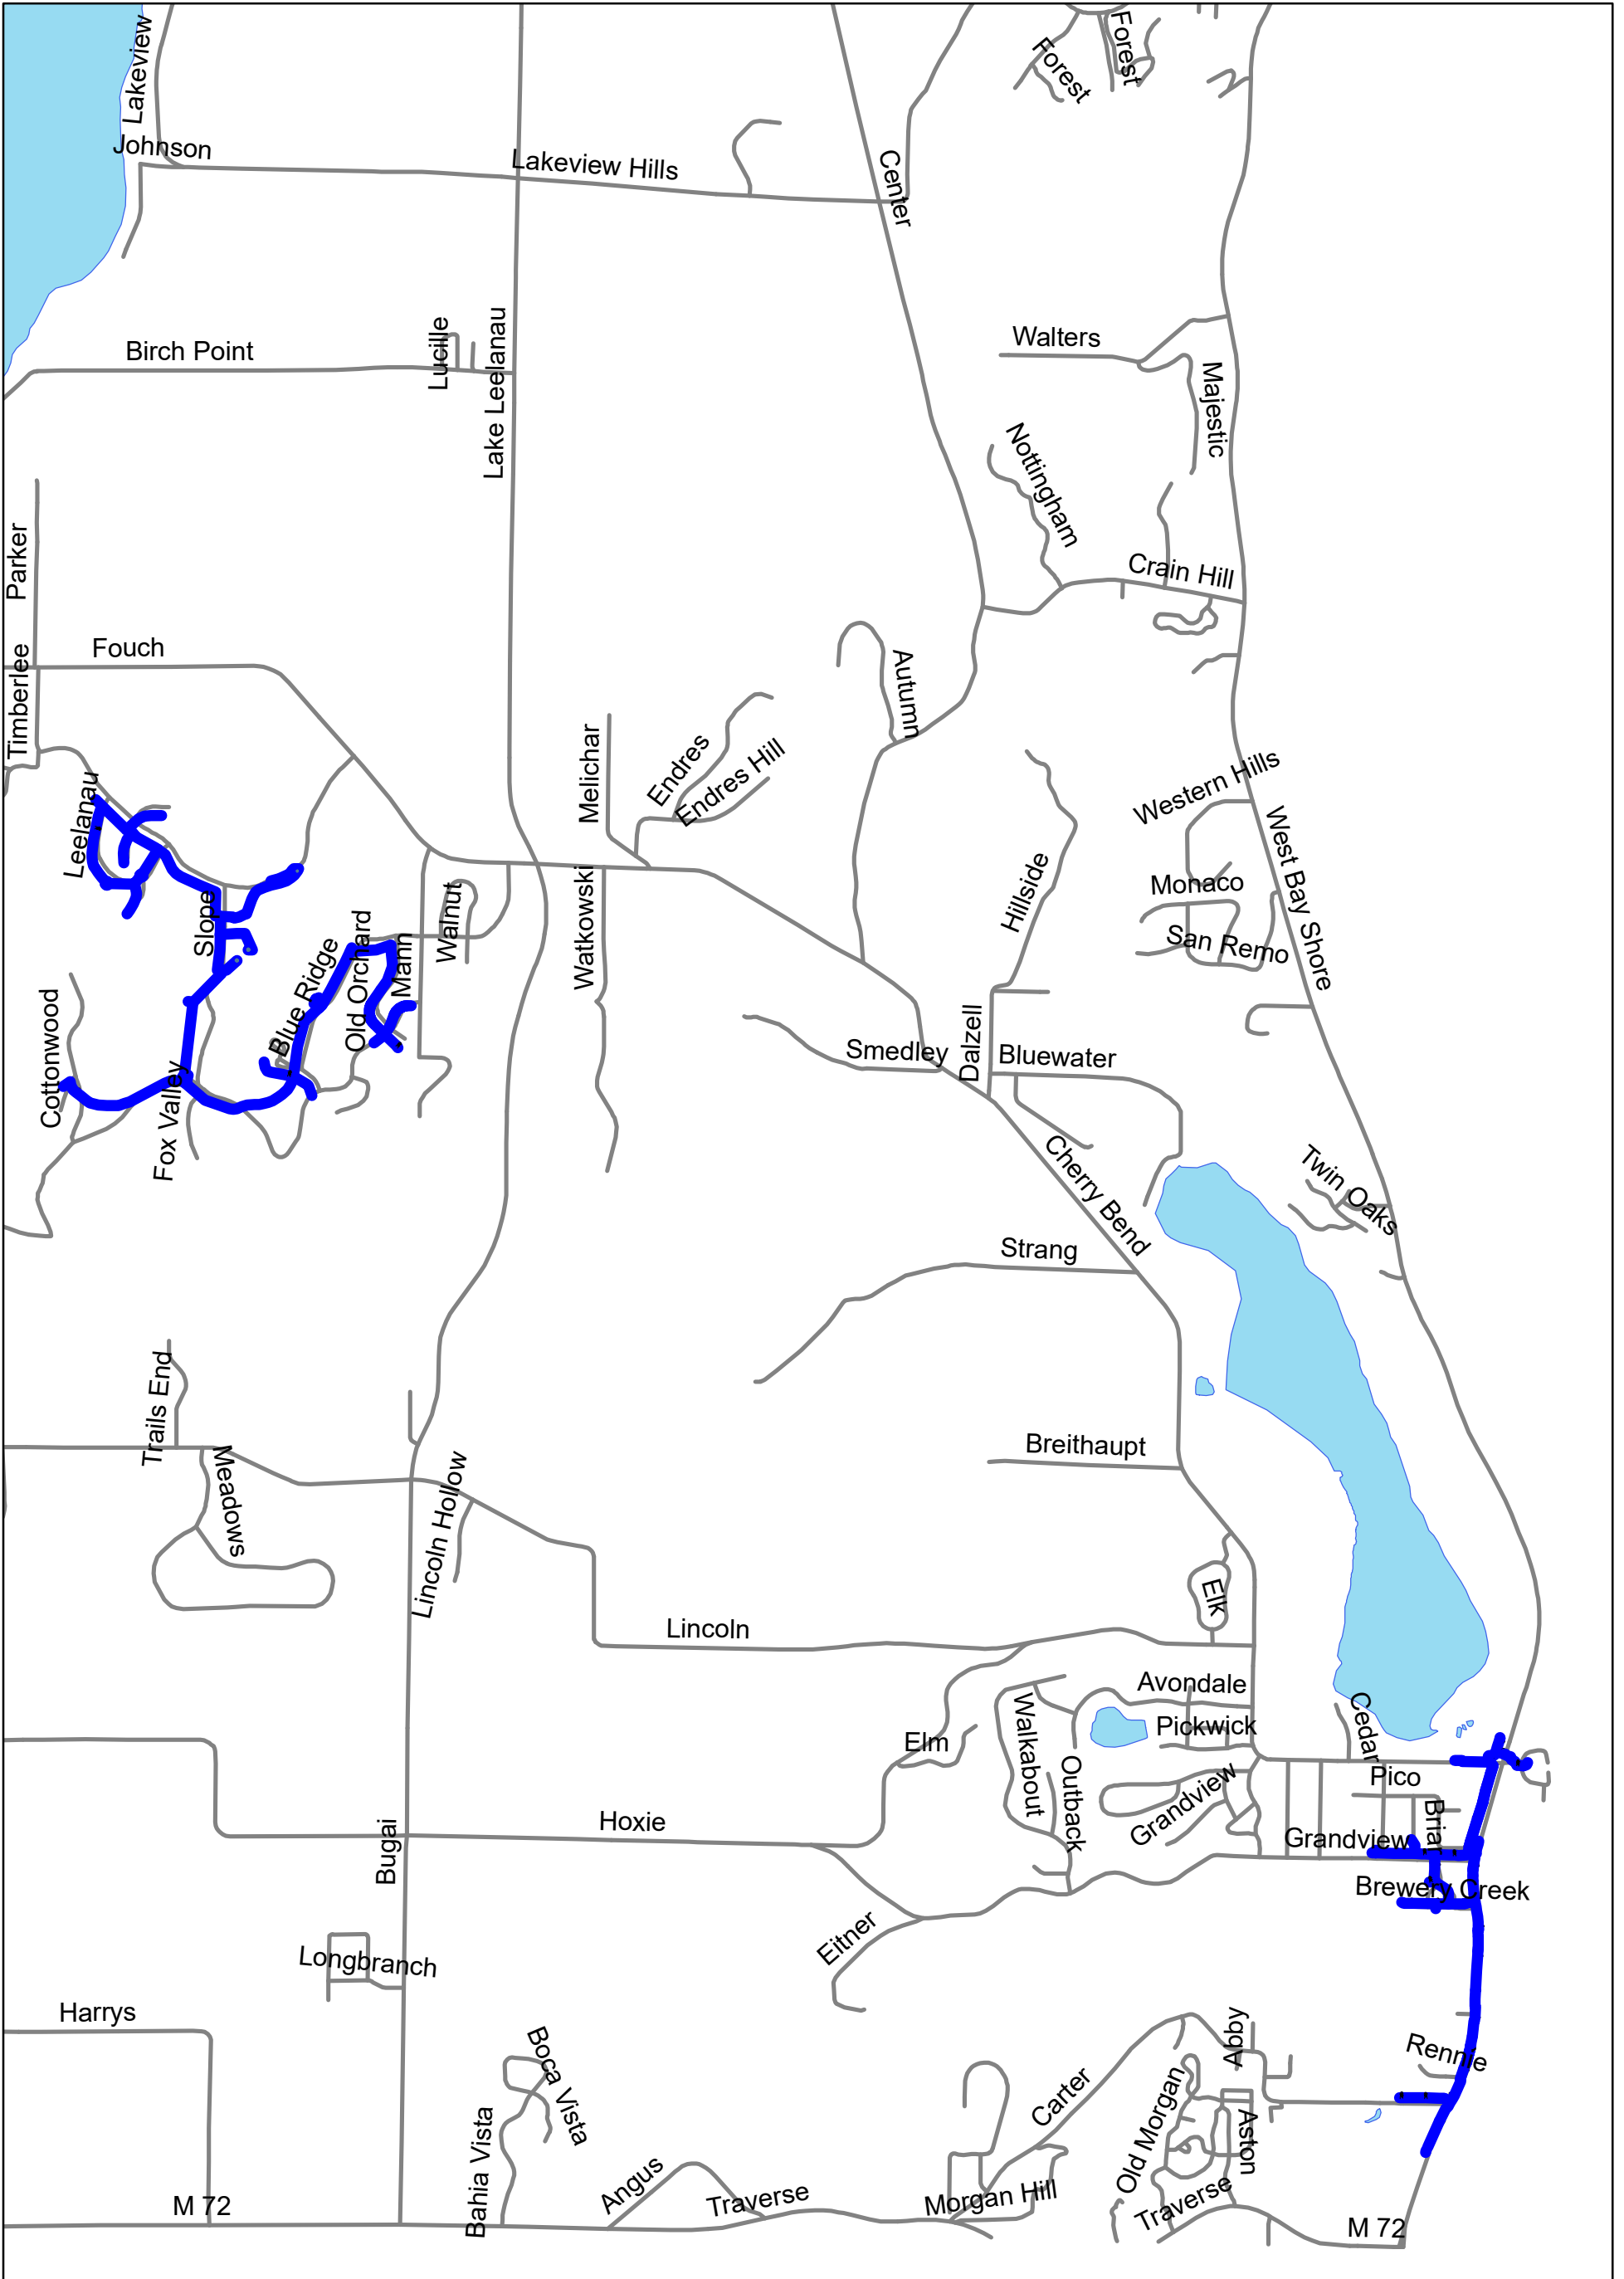 Lakeview
Forest
Forest
Johnson
Lakeview Hills
Center
Birch Point
Lucille
Lake Leelanau
Walters
Majestic
Nottingham
Parker
Crain Hill
Fouch
Timberlee
Autumn
Melichar
Endres
Endres Hill
Western Hills
West Bay Shore
Leelanau
Slope
Walnut
Watkowski
Hillside
Monaco
San Remo
Blue Ridge
Old Orchard
Mann
Cottonwood
Fox Valley
Smedley
Dalzell
Bluewater
Cherry Bend
Twin Oaks
Strang
Trails End
Meadows
Lincoln Hollow
Breithaupt
Elk
Lincoln
Avondale
Pickwick
Cedar
Walkabout
Elm
Outback
Grandview
Pico
Briar
Hoxie
Bugai
Grandview
Brewery Creek
Eitner
Longbranch
Harrys
Boca Vista
Abby
Rennie
Carter
Old Morgan
Aston
Bahia Vista
Angus
Traverse
Morgan Hill
Traverse
M 72
M 72